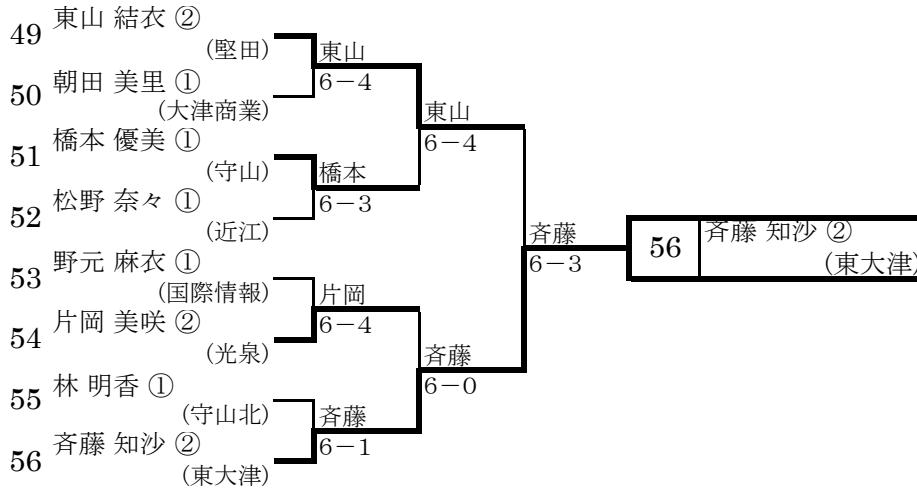 49 東山 結衣 ②
(堅田)
東山
6－4
50 朝田 美里 ①
(大津商業)
東山
6－4
51 橋本 優美 ①
(守山)
橋本
6－3
52 松野 奈々 ①
(近江)
斉藤
6－3
56 斉藤 知沙 ②
(東大津)
53 野元 麻衣 ①
(国際情報)
片岡
6－4
54 片岡 美咲 ②
(光泉)
斉藤
6－0
55 林 明香 ①
(守山北)
斉藤
6－1
56 斉藤 知沙 ②
(東大津)